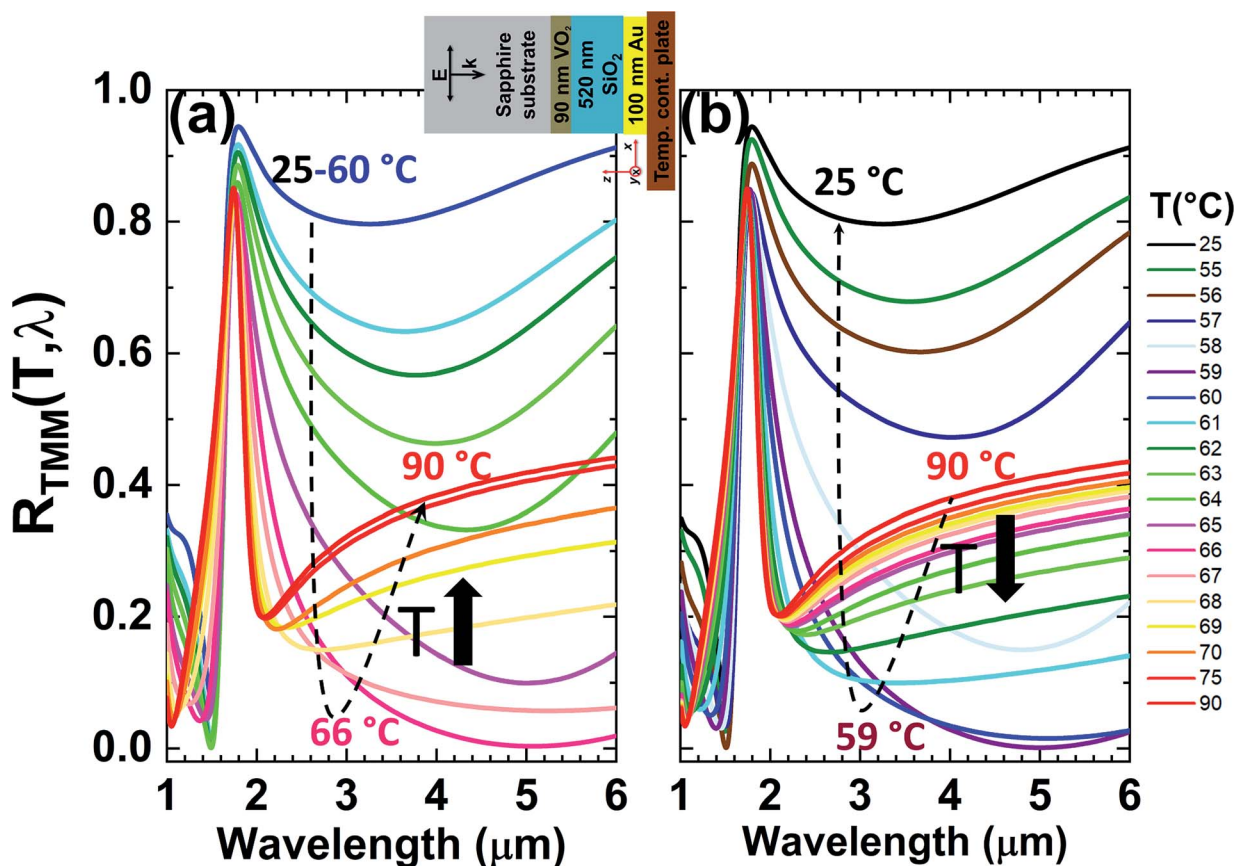 E
k
Sapphire
substrate
90 nm VO₂
520 nm
SiO₂
100 nm Au
Temp. cont. plate
x
z
y
x
R_TMM(T,λ)
1.0
0.8
0.6
0.4
0.2
0.0
(a)
25-60 °C
90 °C
T
66 °C
1 2 3 4 5 6
Wavelength (μm)
(b)
25 °C
90 °C
T
59 °C
1 2 3 4 5 6
Wavelength (μm)
T(°C)
25
55
56
57
58
59
60
61
62
63
64
65
66
67
68
69
70
75
90